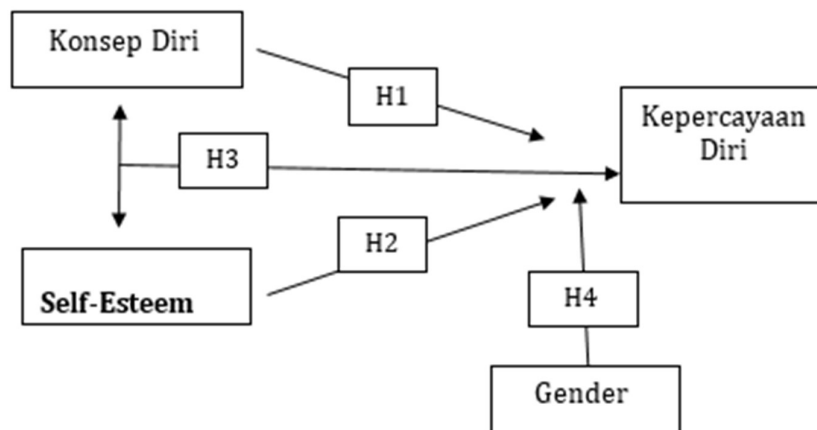 Konsep Diri
H1
Kepercayaan
Diri
H3
H2
Self-Esteem
H4
Gender